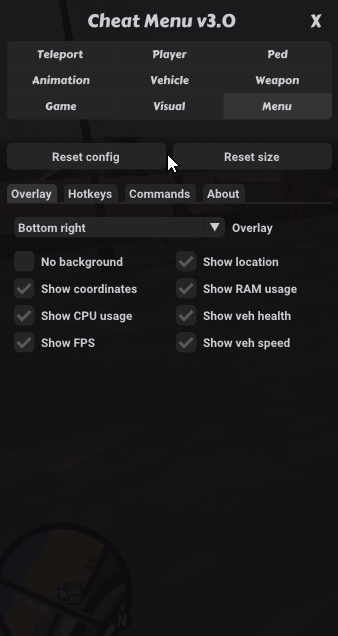 Cheat Menu v3.0 X
Teleport Player Ped
Animation Vehicle Weapon
Game Visual Menu
Reset config Reset size
Overlay Hotkeys Commands About
Bottom right Overlay
No background Show location
Show coordinates Show RAM usage
Show CPU usage Show veh health
Show FPS Show veh speed
N